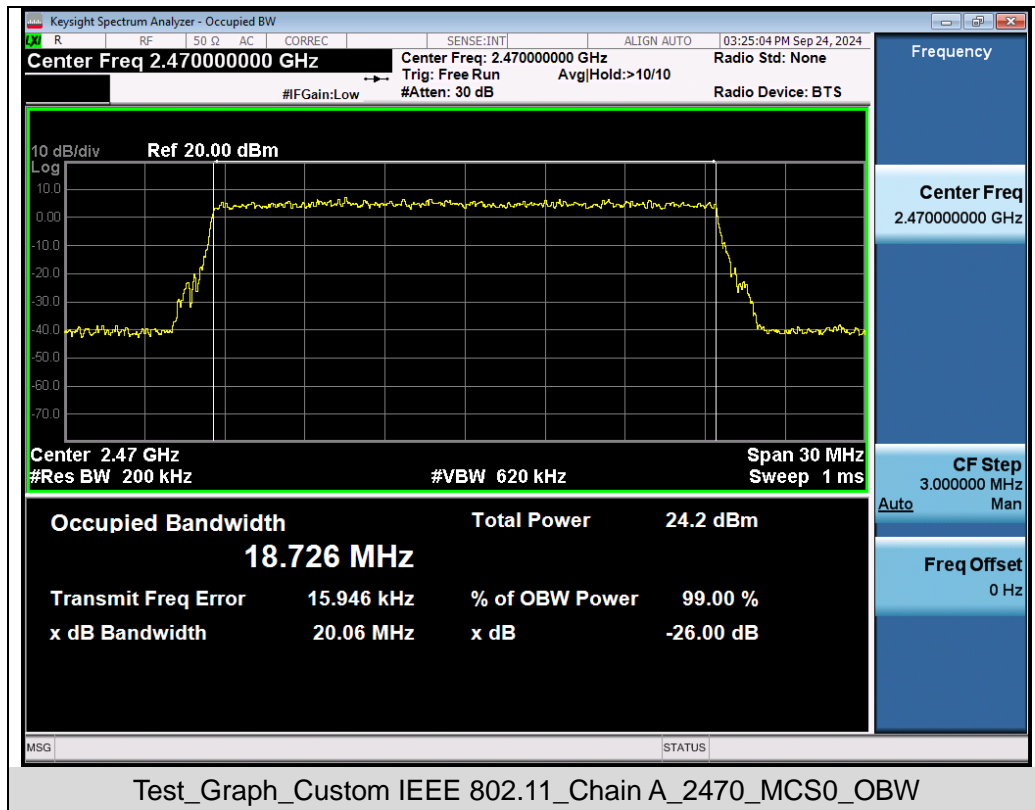 Keysight Spectrum Analyzer - Occupied BW
LXI R RF 50 Ω AC CORREC SENSE:INT ALIGN AUTO 03:25:04 PM Sep 24, 2024
Center Freq 2.470000000 GHz
Center Freq: 2.470000000 GHz Radio Std: None
Trig: Free Run Avg|Hold:>10/10
#IFGain:Low #Atten: 30 dB Radio Device: BTS
Frequency
10 dB/div Ref 20.00 dBm
Log
10.0
0.00
-10.0
-20.0
-30.0
-40.0
-50.0
-60.0
-70.0
Center 2.47 GHz Span 30 MHz
#Res BW 200 kHz #VBW 620 kHz Sweep 1 ms
Center Freq
2.470000000 GHz
CF Step
3.000000 MHz
Auto Man
Freq Offset
0 Hz
Occupied Bandwidth Total Power 24.2 dBm
18.726 MHz
Transmit Freq Error 15.946 kHz % of OBW Power 99.00 %
x dB Bandwidth 20.06 MHz x dB -26.00 dB
MSG STATUS
Test_Graph_Custom IEEE 802.11_Chain A_2470_MCS0_OBW